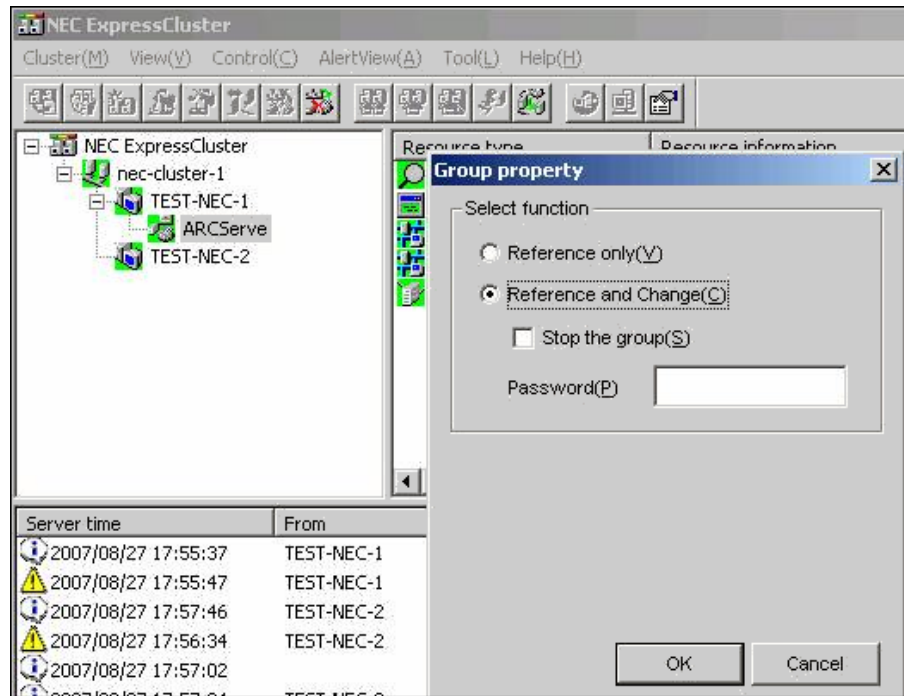 NEC ExpressCluster
Cluster(M) View(V) Control(C) AlertView(A) Tool(L) Help(H)
NEC ExpressCluster
nec-cluster-1
TEST-NEC-1
ARCServe
TEST-NEC-2
Resource type Resource information
Group property
Select function
Reference only(V)
Reference and Change(C)
Stop the group(S)
Password(P)
OK Cancel
Server time From
2007/08/27 17:55:37 TEST-NEC-1
2007/08/27 17:55:47 TEST-NEC-1
2007/08/27 17:57:46 TEST-NEC-2
2007/08/27 17:56:34 TEST-NEC-2
2007/08/27 17:57:02